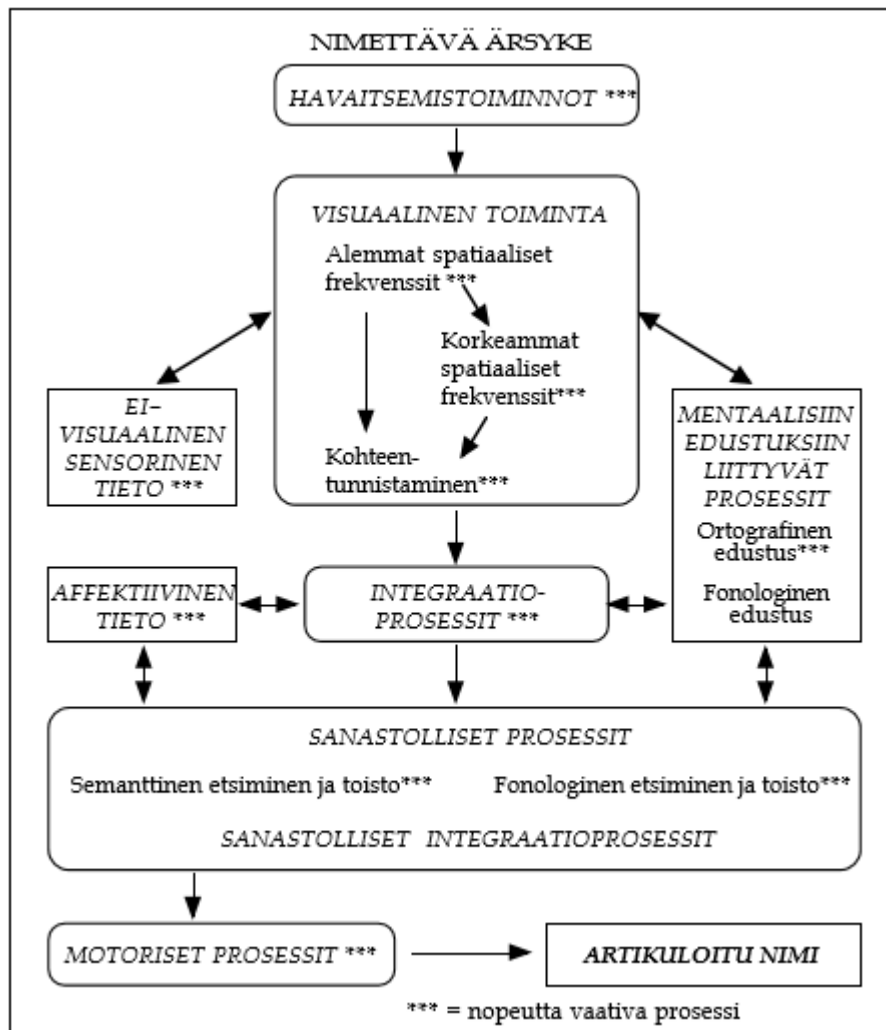 NIMETTÄVÄ ÄRSYKE
HAVAITSEMISTOIMINNOT ***
VISUAALINEN TOIMINTA
Alemmat spatiaaliset
frekvenssit ***
Korkeammat
spatiaaliset
frekvenssit***
Kohteen-
tunnistaminen***
EI–
VISUAALINEN
SENSORINEN
TIETO ***
MENTAALISIIN
EDUSTUKSIIN
LIITTYVÄT
PROSESSIT
Ortografinen
edustus***
Fonologinen
edustus
AFFEKTIIVINEN
TIETO ***
INTEGRAATIO-
PROSESSIT ***
SANASTOLLISET PROSESSIT
Semanttinen etsiminen ja toisto*** Fonologinen etsiminen ja toisto***
SANASTOLLISET INTEGRAATIOPROSESSIT
MOTORISET PROSESSIT ***
ARTIKULOITU NIMI
*** = nopeutta vaativa prosessi